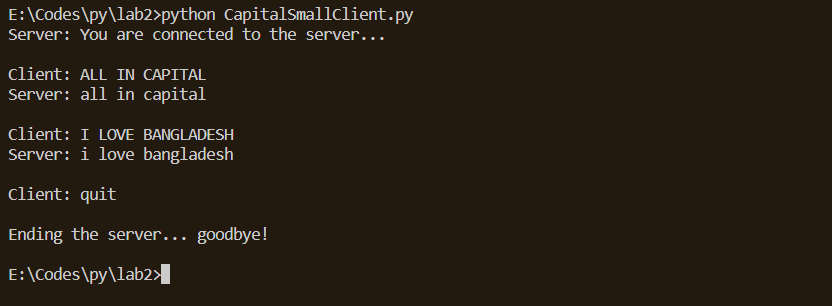 E:\Codes\py\lab2>python CapitalSmallClient.py
Server: You are connected to the server...
Client: ALL IN CAPITAL
Server: all in capital
Client: I LOVE BANGLADESH
Server: i love bangladesh
Client: quit
Ending the server... goodbye!
E:\Codes\py\lab2>